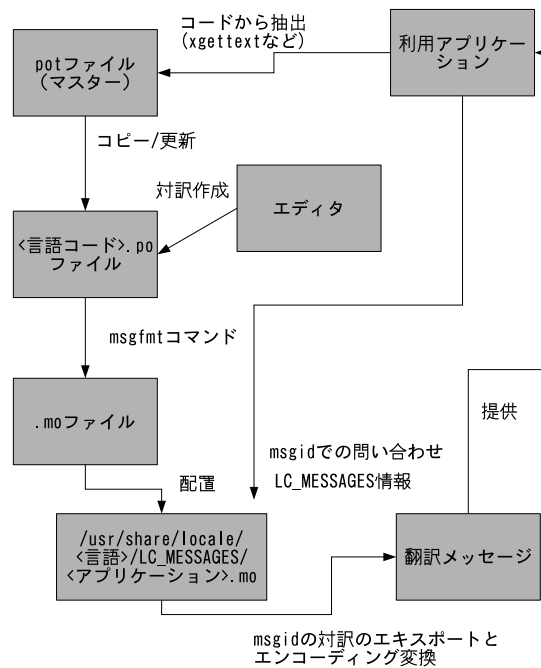 コードから抽出
(xgettextなど)
利用アプリケー
ション
potファイル
(マスター)
コピー/更新
対訳作成
エディタ
<言語コード>.po
ファイル
msgfmtコマンド
.moファイル
提供
配置
msgidでの問い合わせ
LC_MESSAGES情報
/usr/share/locale/
<言語>/LC_MESSAGES/
<アプリケーション>.mo
翻訳メッセージ
msgidの対訳のエキスポートと
エンコーディング変換